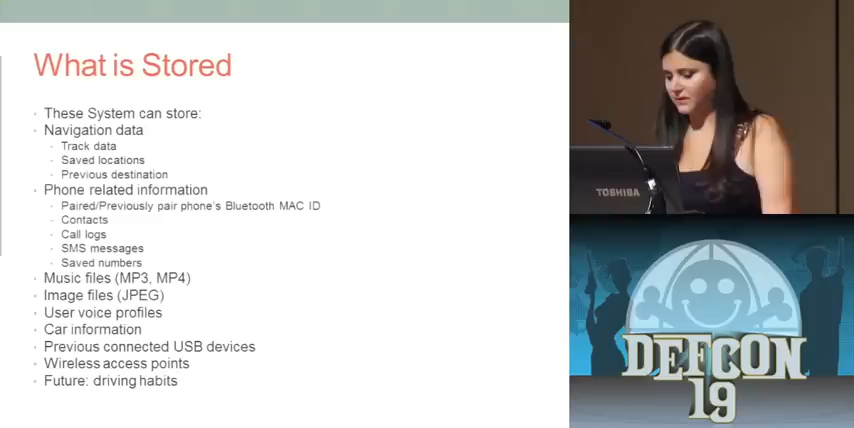 What is Stored
These System can store:
Navigation data
Track data
Saved locations
Previous destination
Phone related information
Paired/Previously pair phone's Bluetooth MAC ID
Contacts
Call logs
SMS messages
Saved numbers
Music files (MP3, MP4)
Image files (JPEG)
User voice profiles
Car information
Previous connected USB devices
Wireless access points
Future: driving habits
TOSHIBA
DEFCON
19